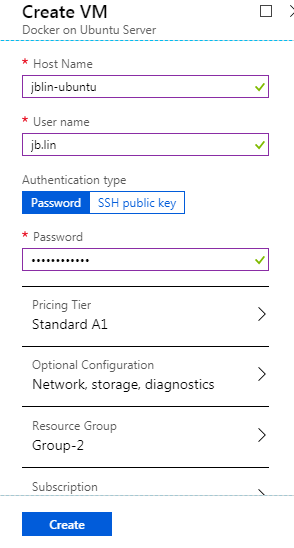 Create VM
Docker on Ubuntu Server
* Host Name
jblin-ubuntu
* User name
jb.lin
Authentication type
Password SSH public key
* Password
••••••••••••
Pricing Tier
Standard A1
Optional Configuration
Network, storage, diagnostics
Resource Group
Group-2
Subscription
Create